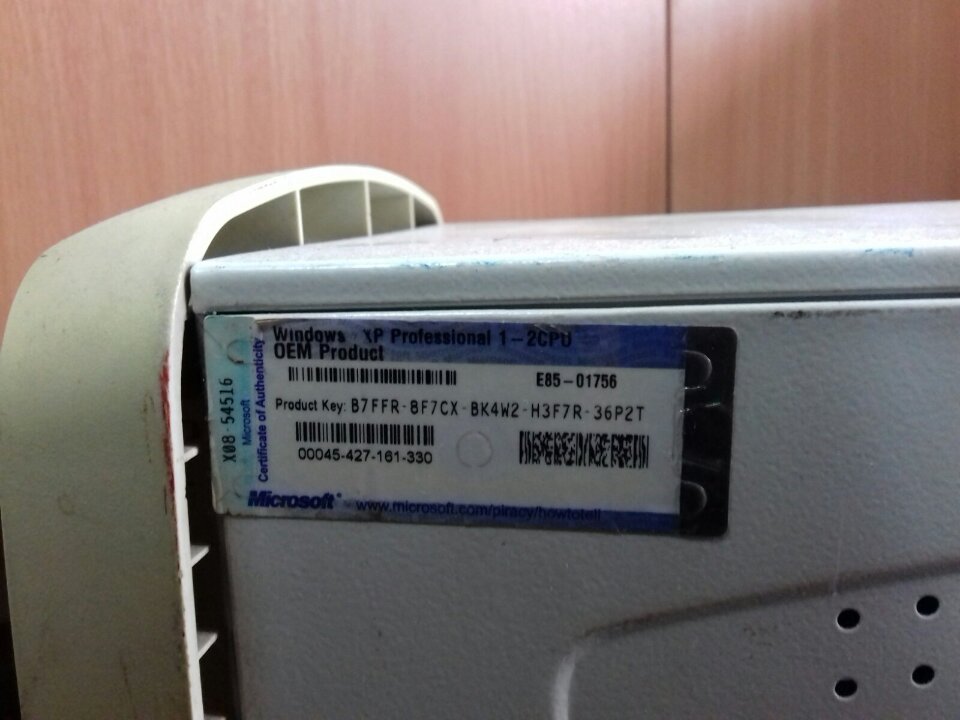 Windows XP Professional 1-2CPU
OEM Product
E85-01756
Product Key: B7FFR-8F7CX-BK4W2-H3F7R-36P2T
00045-427-161-330
Microsoft® www.microsoft.com/piracy/howtotell
X08-54516
Microsoft
Certificate of Authenticity